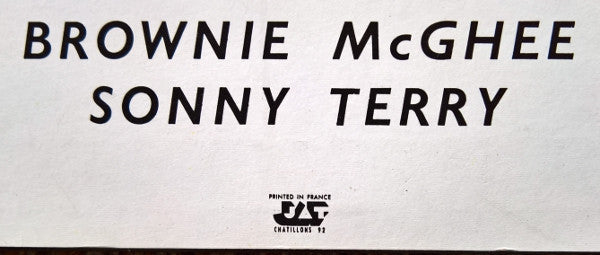 BROWNIE McGHEE
SONNY TERRY
PRINTED IN FRANCE
CHATILLONS 92